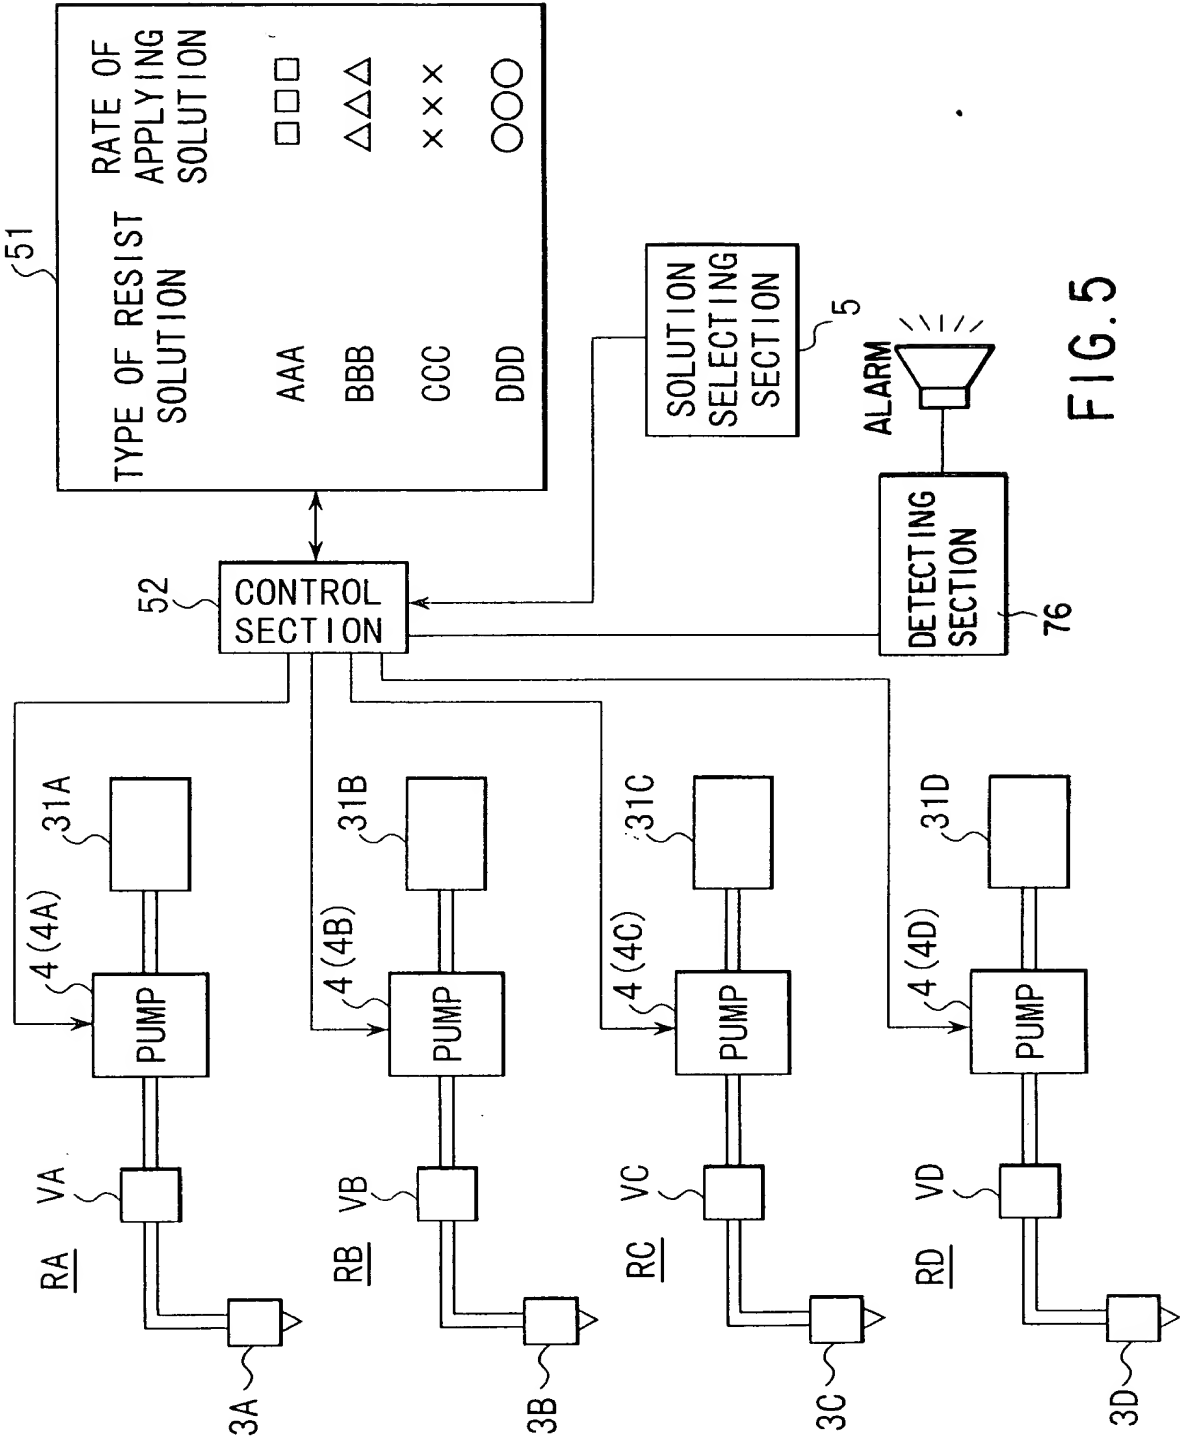 51
TYPE OF RESIST
SOLUTION
RATE OF
APPLYING
SOLUTION
AAA □□□
BBB △△△
CCC ×××
DDD ○○○
52
CONTROL
SECTION
SOLUTION
SELECTING
SECTION
5
ALARM
DETECTING
SECTION
76
RA
VA
4(4A)
31A
PUMP
3A
RB
VB
4(4B)
31B
PUMP
3B
RC
VC
4(4C)
31C
PUMP
3C
RD
VD
4(4D)
31D
PUMP
3D
FIG.5